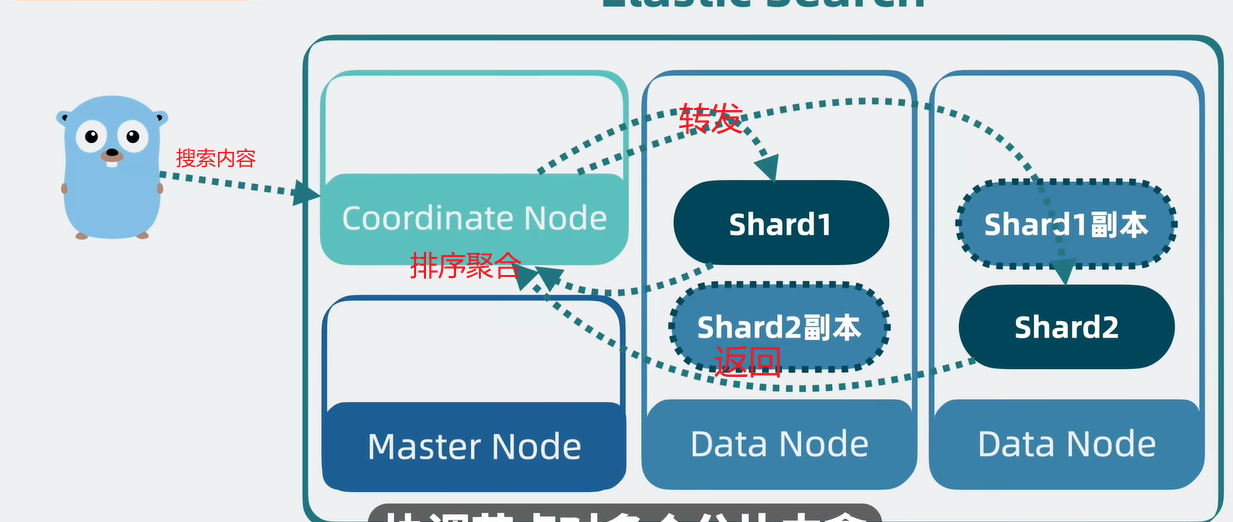 Elastic Search
搜索内容
转发
Coordinate Node
Shard1
Shard1副本
排序聚合
Shard2副本
Shard2
返回
Master Node
Data Node
Data Node